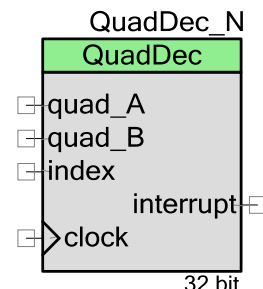 QuadDec_N
QuadDec
quad_A
quad_B
index
interrupt
clock
32 bit